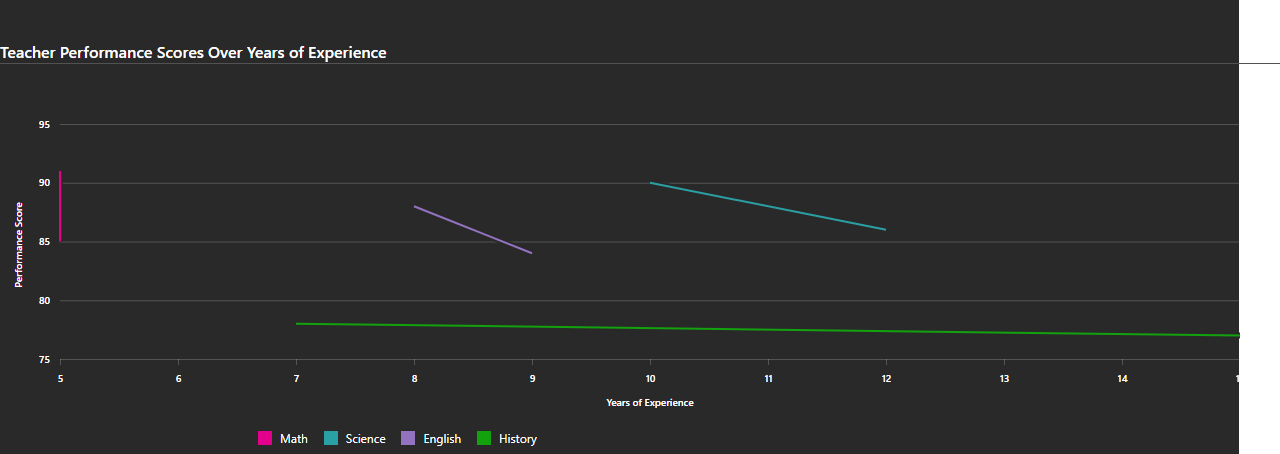 Teacher Performance Scores Over Years of Experience
95
90
85
80
75
Performance Score
5 6 7 8 9 10 11 12 13 14
Years of Experience
Math Science English History